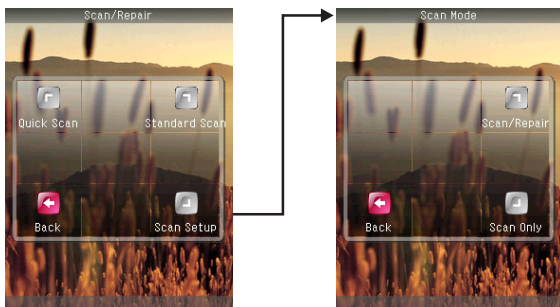 Scan/Repair
Quick Scan
Standard Scan
Back
Scan Setup
Scan Mode
Scan/Repair
Back
Scan Only